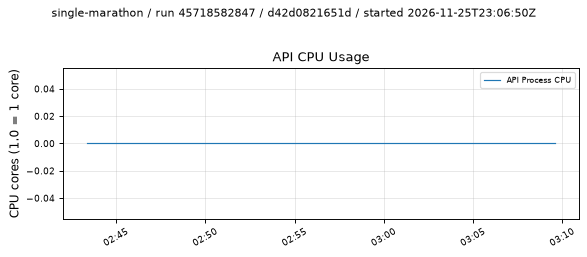 single-marathon / run 45718582847 / d42d0821651d / started 2026-11-25T23:06:50Z
API CPU Usage
API Process CPU
CPU cores (1.0 = 1 core)
0.04
0.02
0.00
−0.02
−0.04
02:45
02:50
02:55
03:00
03:05
03:10